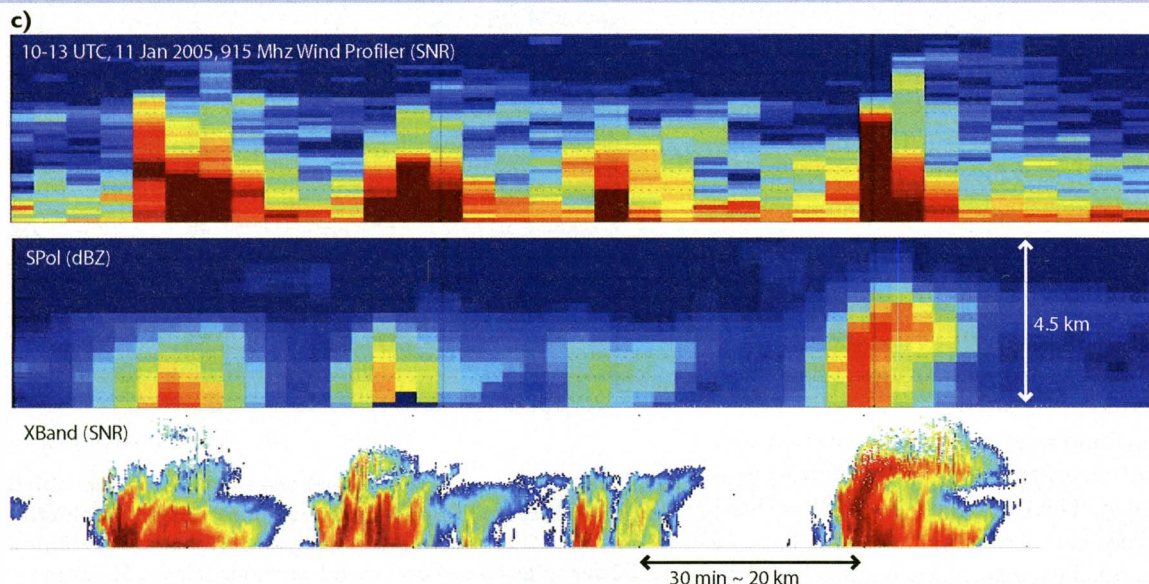 c)
10-13 UTC, 11 Jan 2005, 915 Mhz Wind Profiler (SNR)
SPol (dBZ)
4.5 km
XBand (SNR)
30 min ~ 20 km